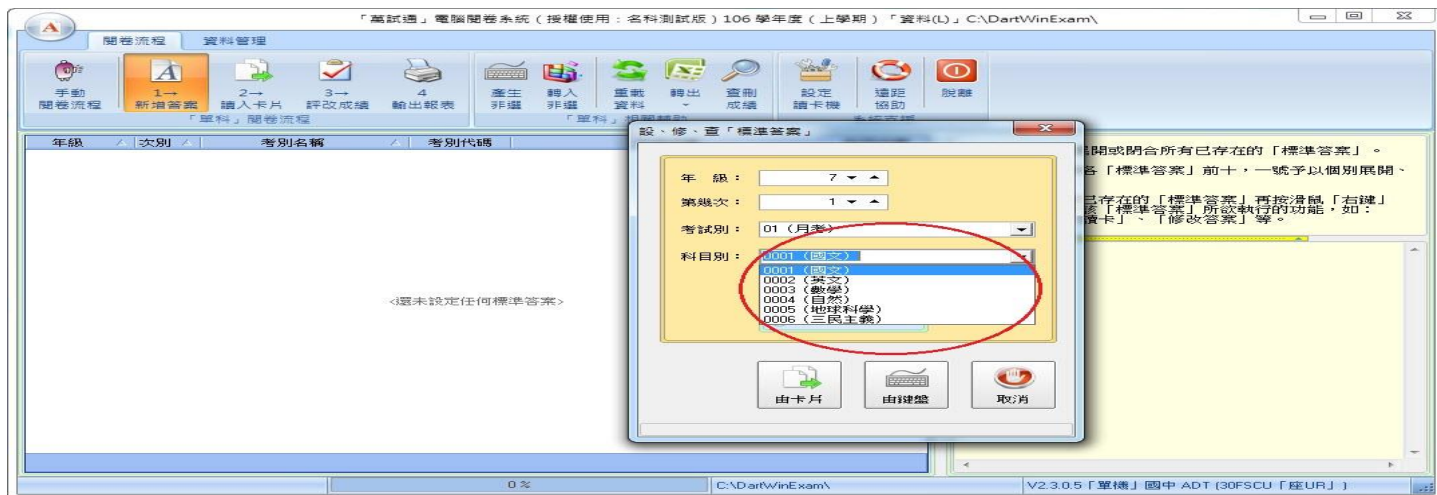 「萬試通」電腦閱卷系統(授權使用:名科測試版)106 學年度(上學期)「資料(L)」C:\DartWinExam\
閱卷流程 資料管理
手動 1→ 2→ 3→ 4 產生 轉入 重載 轉出 查刪 設定 遠距 脫離
閱卷流程 新增答案 讀入卡片 評改成績 輸出報表 非選 非選 資料 成績 讀卡機 協助
「單科」閱卷流程 「單科」相關輔助 系統支援
年級 次別 考別名稱 考別代碼
<還未設定任何標準答案>
設、修、查「標準答案」
年 級: 7
第幾次: 1
考試別: 01 (月考)
科目別: 0001 (國文)
0001 (國文)
0002 (英文)
0003 (數學)
0004 (自然)
0005 (地球科學)
0006 (三民主義)
由卡片 由鍵盤 取消
開或閉合所有已存在的「標準答案」。
各「標準答案」前十,一號予以個別展開、
已存在的「標準答案」再按滑鼠「右鍵」
該「標準答案」所欲執行的功能,如:
讀卡」、「修改答案」等。
0 % C:\DartWinExam\ V2.3.0.5「單機」國中 ADT (30FSCU「座UR」)